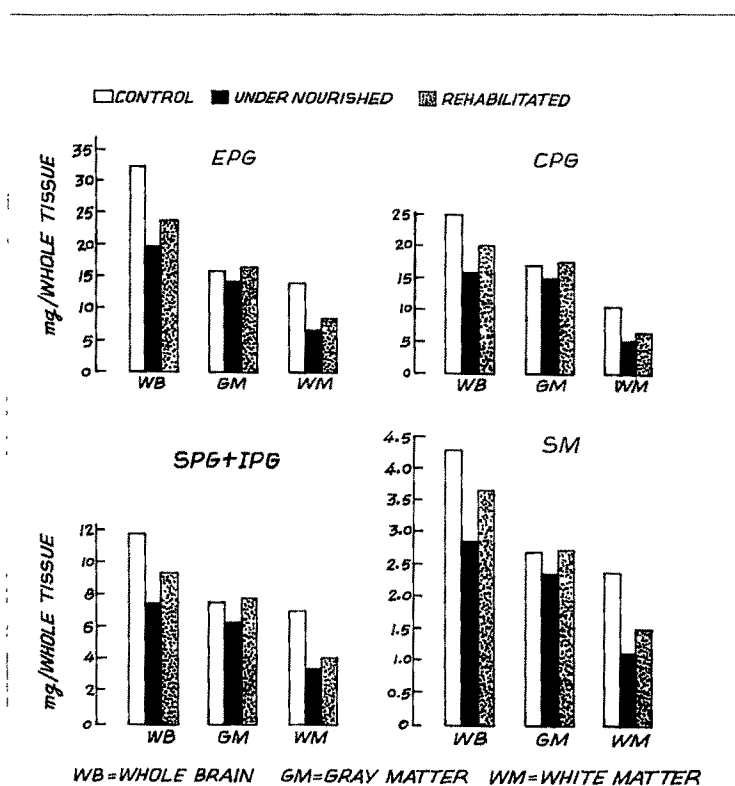 CONTROL UNDER NOURISHED REHABILITATED
EPG
mg/WHOLE TISSUE
35
30
25
20
15
10
5
0
WB GM WM
CPG
25
20
15
10
5
0
WB GM WM
SPG+IPG
mg/WHOLE TISSUE
12
10
8
6
4
2
0
WB GM WM
SM
4.5
4.0
3.5
3.0
2.5
2.0
1.5
1.0
0.5
0
WB GM WM
WB=WHOLE BRAIN GM=GRAY MATTER WM=WHITE MATTER